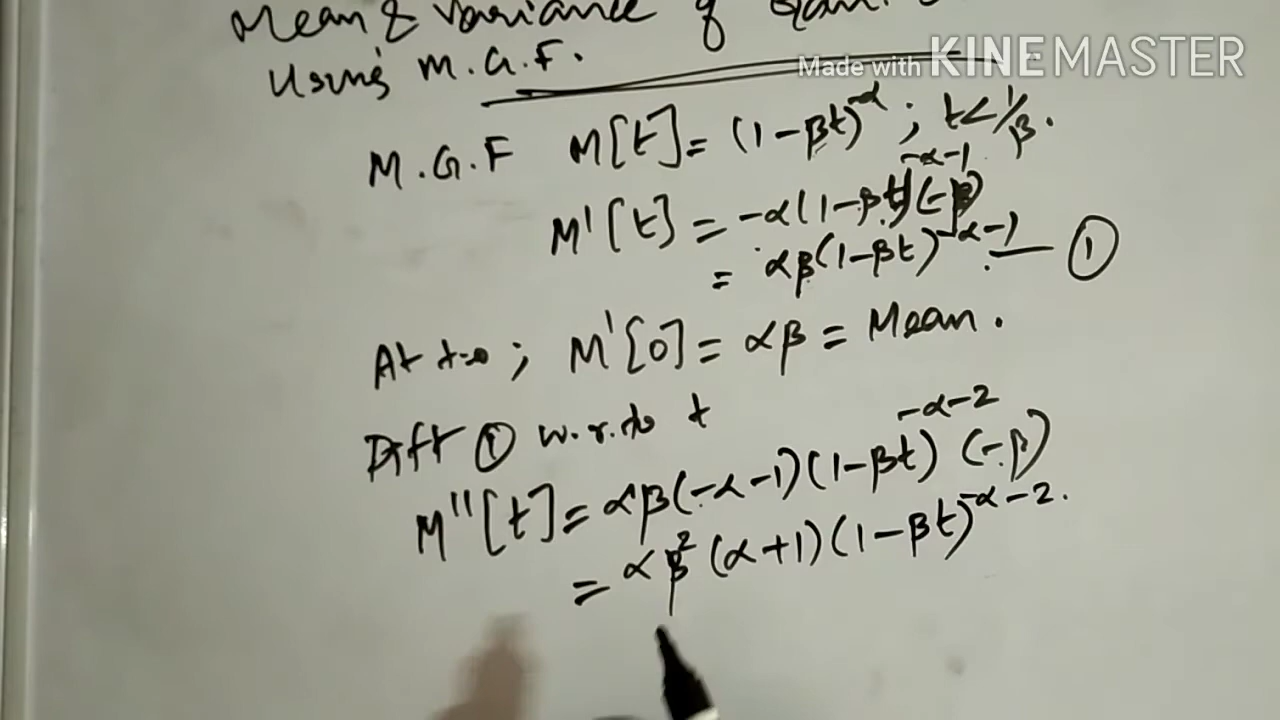 Mean & Variance of
Using M.G.F.
Made with KINEMASTER
M.G.F M[t] = (1-βt)^-α ; t<1/β.
M'[t] = -α(1-βt)^-α-1 (-β)
= αβ(1-βt)^-α-1 — ①
At t=0 ; M'[0] = αβ = Mean.
Diff ① w.r.to t
M''[t] = αβ(-α-1)(1-βt)^-α-2 (-β)
= αβ²(α+1)(1-βt)^-α-2.